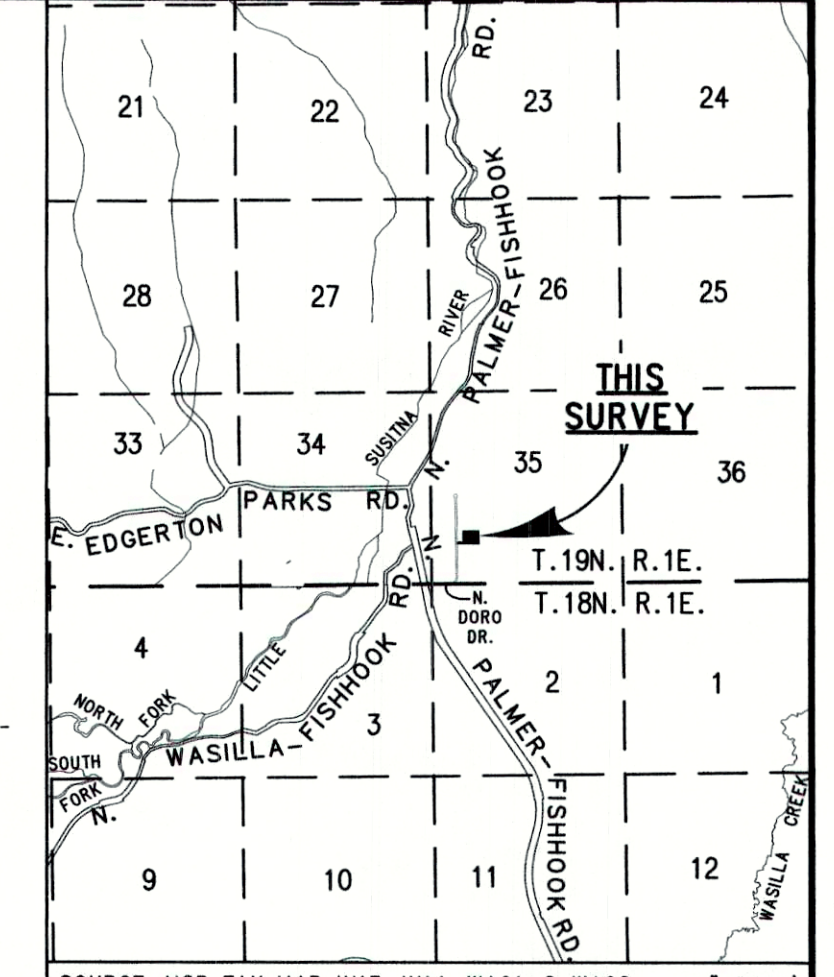 RD.
21
22
23
24
PALMER-FISHHOOK
28
27
26
25
RIVER
THIS
SURVEY
33
34
SUSITNA
35
36
N.
PARKS RD.
E. EDGERTON
N.
T.19N. R.1E.
T.18N. R.1E.
RD.
N.
DORO
DR.
4
LITTLE
2
1
NORTH FORK
3
PALMER-FISHHOOK RD.
WASILLA-FISHHOOK
SOUTH
FORK
N.
WASILLA CREEK
9
10
11
12